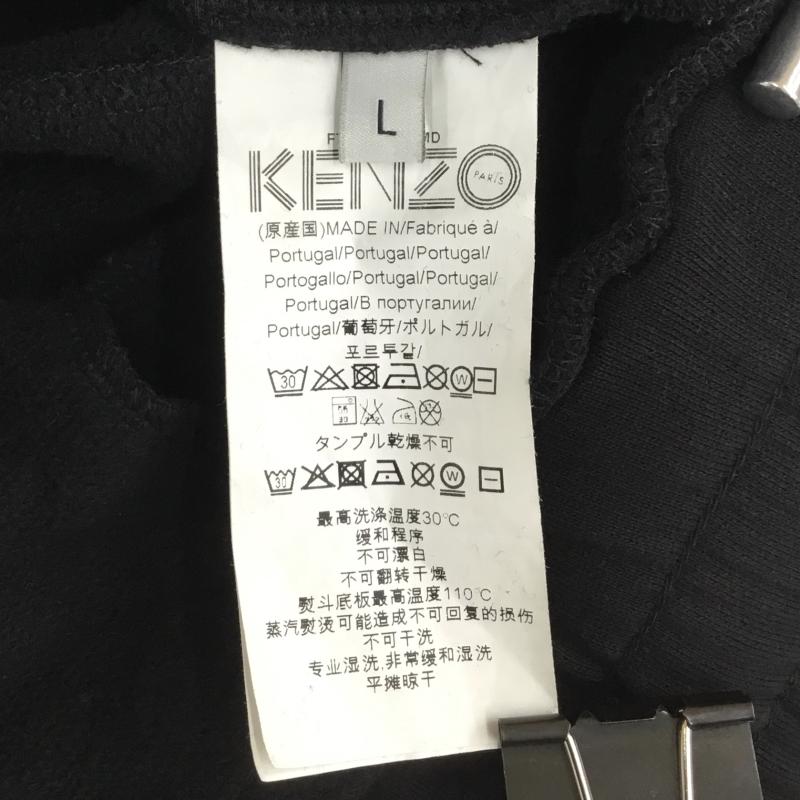 L
KENZO
PARIS
(原産国)MADE IN/Fabriqué à/
Portugal/Portugal/Portugal/
Portogallo/Portugal/Portugal/
Portugal/В португалии/
Portugal/葡萄牙/ポルトガル/
포르투갈/
30 W
タンブル乾燥不可
30 W
最高洗涤温度30°C
缓和程序
不可漂白
不可翻转干燥
熨斗底板最高温度110°C
蒸汽熨烫可能造成不可回复的损伤
不可干洗
专业湿洗,非常缓和湿洗
平摊晾干